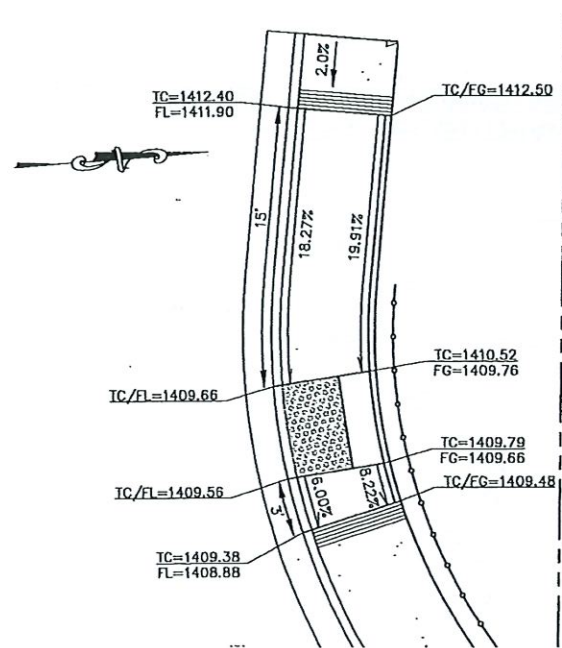 2.0%
TC=1412.40
FL=1411.90
TC/FG=1412.50
15'
18.27%
19.91%
TC=1410.52
FG=1409.76
TC/FL=1409.66
TC=1409.79
FG=1409.66
TC/FL=1409.56
TC/FG=1409.48
6.00%
8.22%
3'
TC=1409.38
FL=1408.88